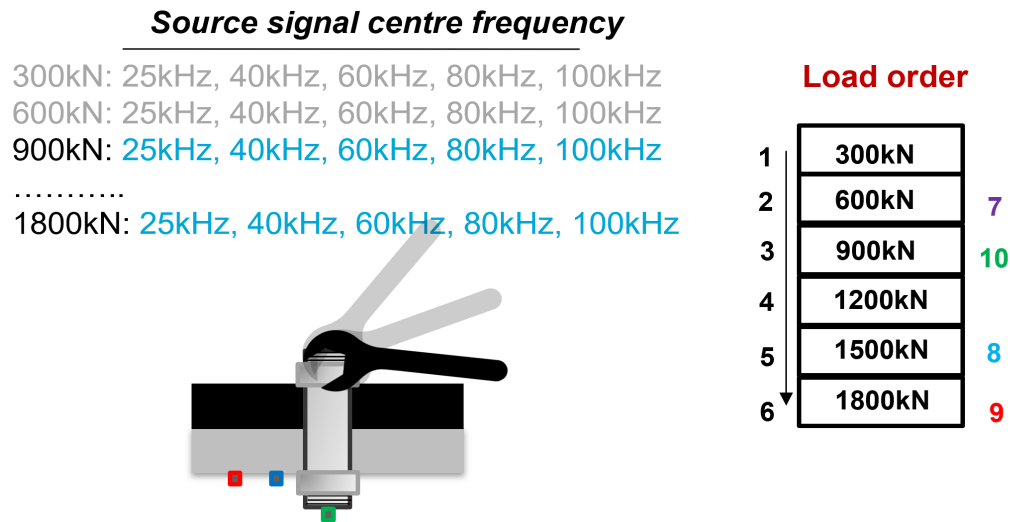 Source signal centre frequency
300kN: 25kHz, 40kHz, 60kHz, 80kHz, 100kHz
600kN: 25kHz, 40kHz, 60kHz, 80kHz, 100kHz
900kN: 25kHz, 40kHz, 60kHz, 80kHz, 100kHz
………..
1800kN: 25kHz, 40kHz, 60kHz, 80kHz, 100kHz
Load order
1 300kN
2 600kN 7
3 900kN 10
4 1200kN
5 1500kN 8
6 1800kN 9